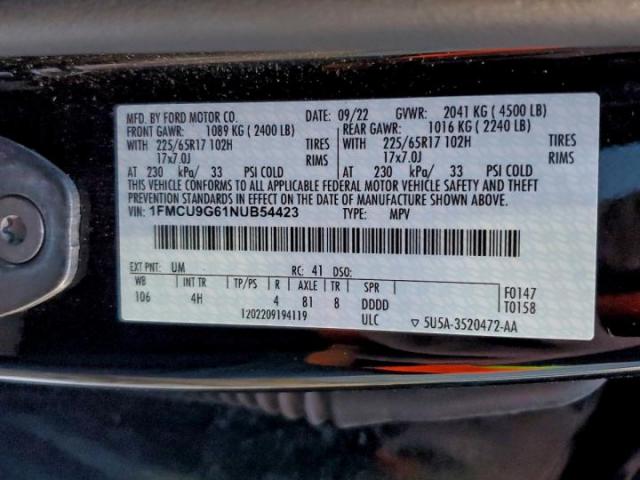 MFD. BY FORD MOTOR CO. DATE: 09/22 GVWR: 2041 KG (4500 LB)
FRONT GAWR: 1089 KG (2400 LB) REAR GAWR: 1016 KG (2240 LB)
WITH 225/65R17 102H TIRES WITH 225/65R17 102H TIRES
17x7.0J RIMS 17x7.0J RIMS
AT 230 kPa/ 33 PSI COLD AT 230 kPa/ 33 PSI COLD
THIS VEHICLE CONFORMS TO ALL APPLICABLE FEDERAL MOTOR VEHICLE SAFETY AND THEFT
PREVENTION STANDARDS IN EFFECT ON THE DATE OF MANUFACTURE SHOWN ABOVE.
VIN: 1FMCU9G61NUB54423 TYPE: MPV
EXT PNT: UM RC: 41 DSO:
WB INT TR TP/PS R AXLE TR SPR F0147
106 4H 4 81 8 DDDD T0158
1202209194119 ULC ▽ 5U5A-3520472-AA